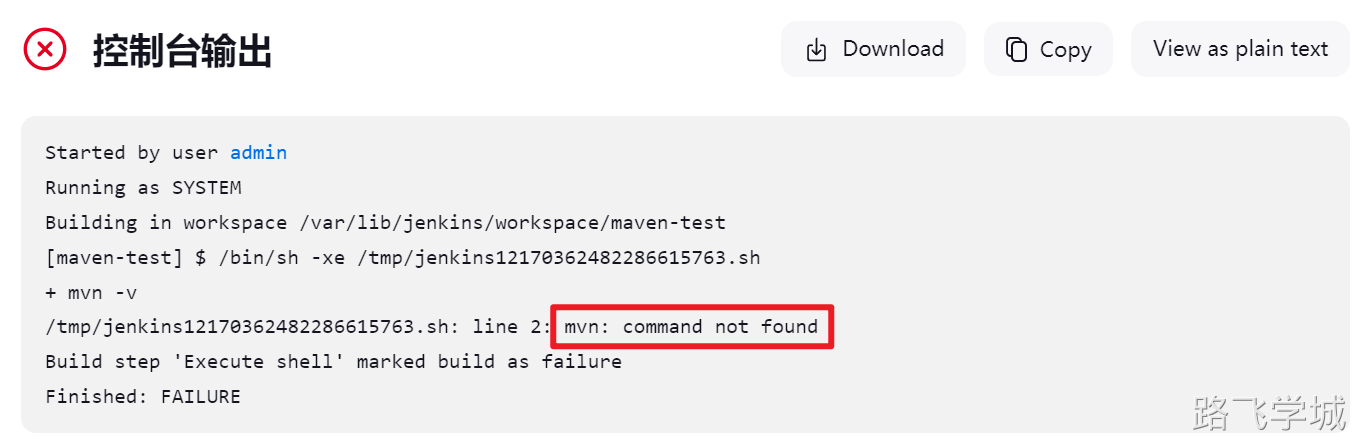 控制台输出
Download
Copy
View as plain text
Started by user admin
Running as SYSTEM
Building in workspace /var/lib/jenkins/workspace/maven-test
[maven-test] $ /bin/sh -xe /tmp/jenkins12170362482286615763.sh
+ mvn -v
/tmp/jenkins12170362482286615763.sh: line 2: mvn: command not found
Build step 'Execute shell' marked build as failure
Finished: FAILURE
路飞学城